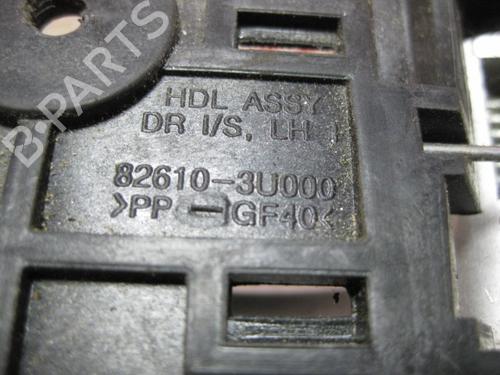 B-PARTS
HDL ASSY
DR I/S, LH
82610-3U000
>PP-GF40<